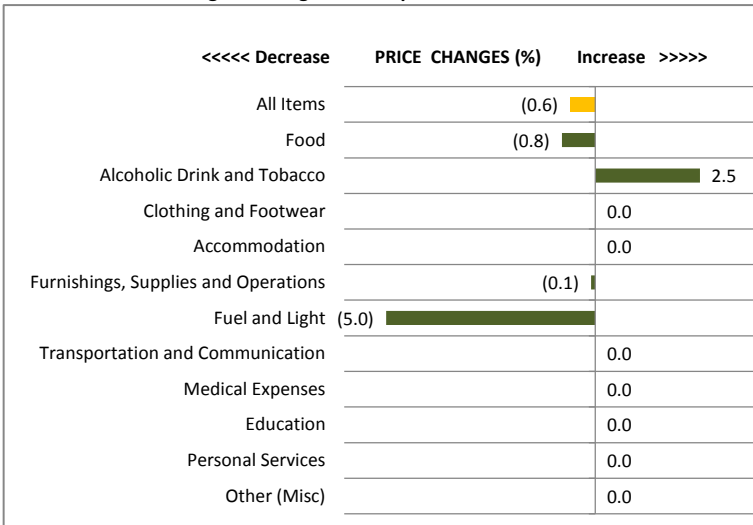 <<<<< Decrease PRICE CHANGES (%) Increase >>>>>
All Items (0.6)
Food (0.8)
Alcoholic Drink and Tobacco 2.5
Clothing and Footwear 0.0
Accommodation 0.0
Furnishings, Supplies and Operations (0.1)
Fuel and Light (5.0)
Transportation and Communication 0.0
Medical Expenses 0.0
Education 0.0
Personal Services 0.0
Other (Misc) 0.0